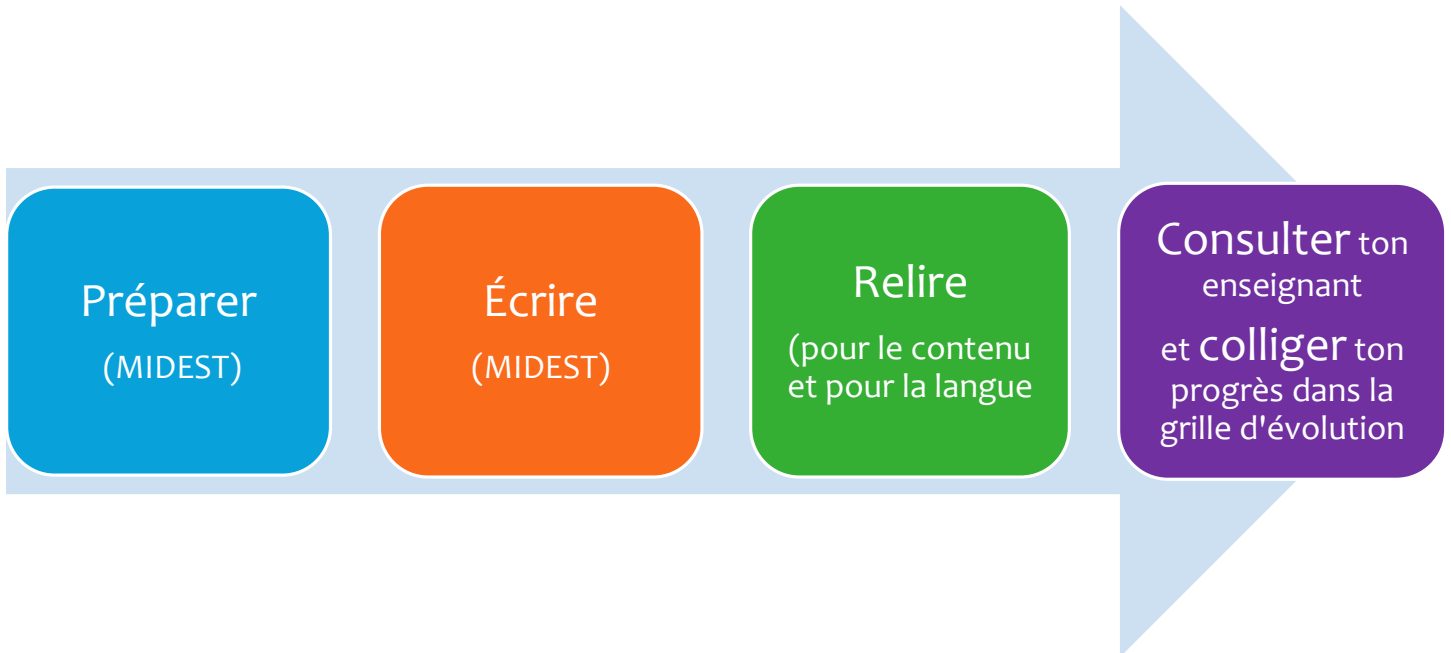 Préparer
(MIDEST)
Écrire
(MIDEST)
Relire
(pour le contenu
et pour la langue
Consulter ton
enseignant
et colliger ton
progrès dans la
grille d'évolution